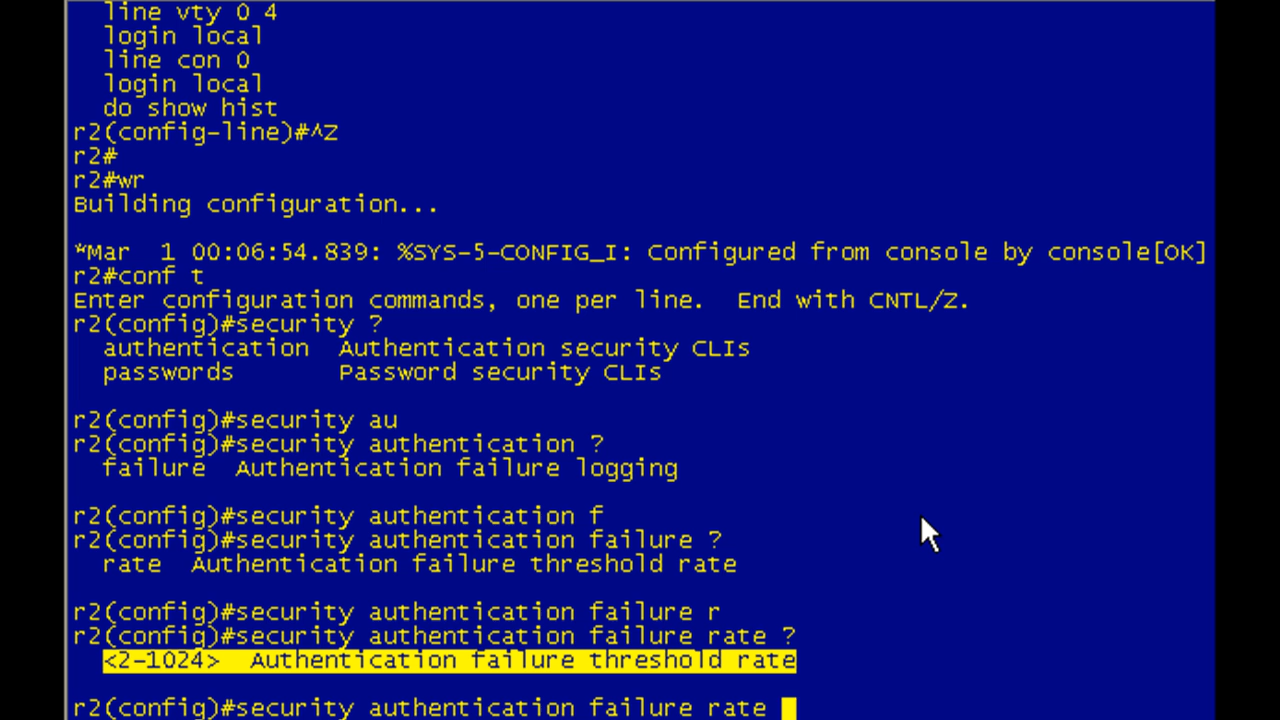 line vty 0 4
login local
line con 0
login local
do show hist
r2(config-line)#^Z
r2#
r2#wr
Building configuration...
*Mar  1 00:06:54.839: %SYS-5-CONFIG_I: Configured from console by console[OK]
r2#conf t
Enter configuration commands, one per line.  End with CNTL/Z.
r2(config)#security ?
authentication  Authentication security CLIs
passwords       Password security CLIs
r2(config)#security au
r2(config)#security authentication ?
failure  Authentication failure logging
r2(config)#security authentication f
r2(config)#security authentication failure ?
rate  Authentication failure threshold rate
r2(config)#security authentication failure r
r2(config)#security authentication failure rate ?
<2-1024>  Authentication failure threshold rate
r2(config)#security authentication failure rate